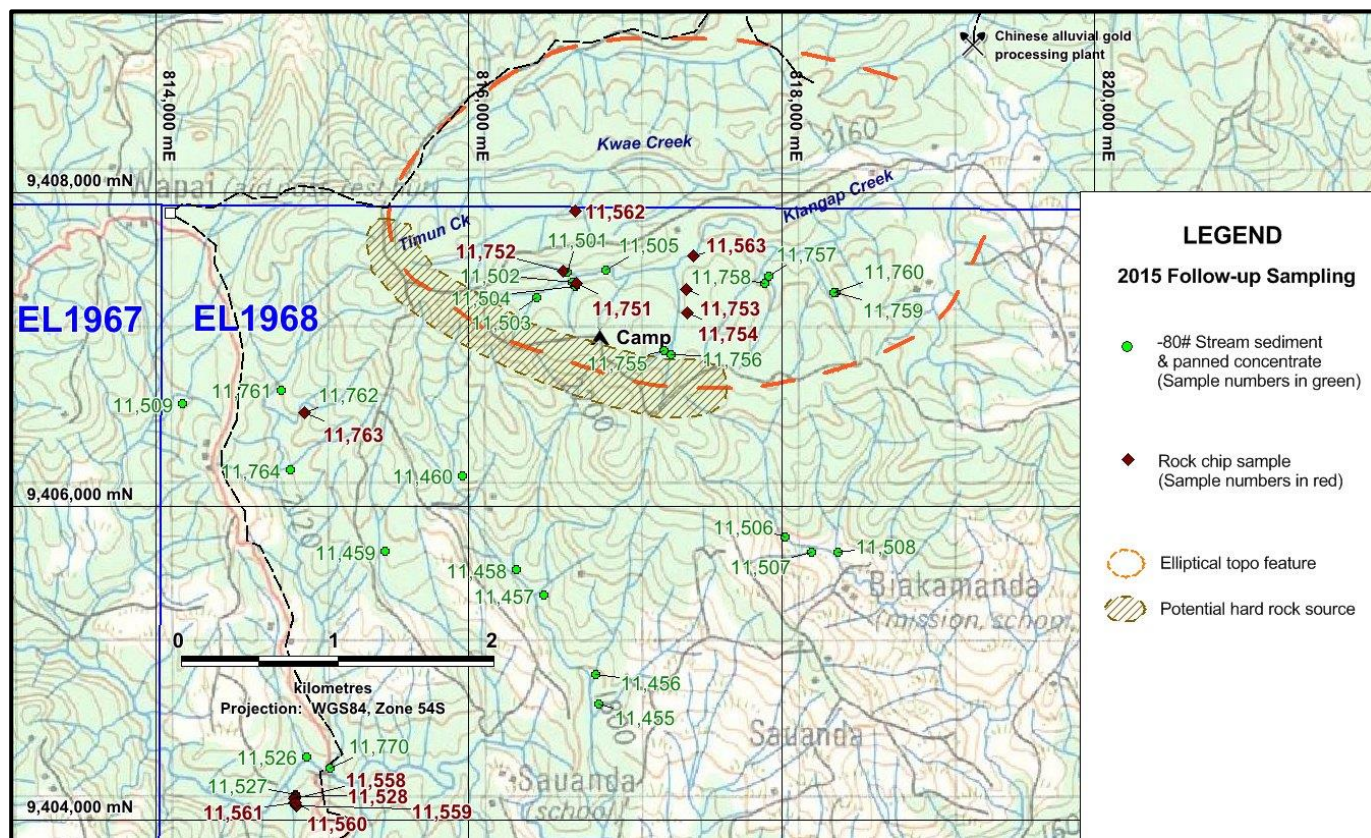 Chinese alluvial gold
processing plant
814,000 mE
816,000 mE
818,000 mE
820,000 mE
2160
Kwae Creek
9,408,000 mN
Wapai
Klangap Creek
Timun Ck
11,562
11,752
11,501
11,505
11,563
11,757
11,502
11,758
11,760
11,504
11,751
11,753
11,759
11,503
11,754
EL1967
EL1968
Camp
11,755
11,756
11,761
11,762
11,509
11,763
11,764
11,460
9,406,000 mN
2120
11,506
11,459
11,508
11,507
11,458
Biakamanda
11,457
(mission, school,
0
1
2
11,456
kilometres
Projection: WGS84, Zone 54S
11,455
1800
Sauanda
11,526
11,770
Sauanda
(school)
11,527
11,558
11,528
9,404,000 mN
11,561
11,559
11,560
LEGEND
2015 Follow-up Sampling
-80# Stream sediment
& panned concentrate
(Sample numbers in green)
Rock chip sample
(Sample numbers in red)
Elliptical topo feature
Potential hard rock source